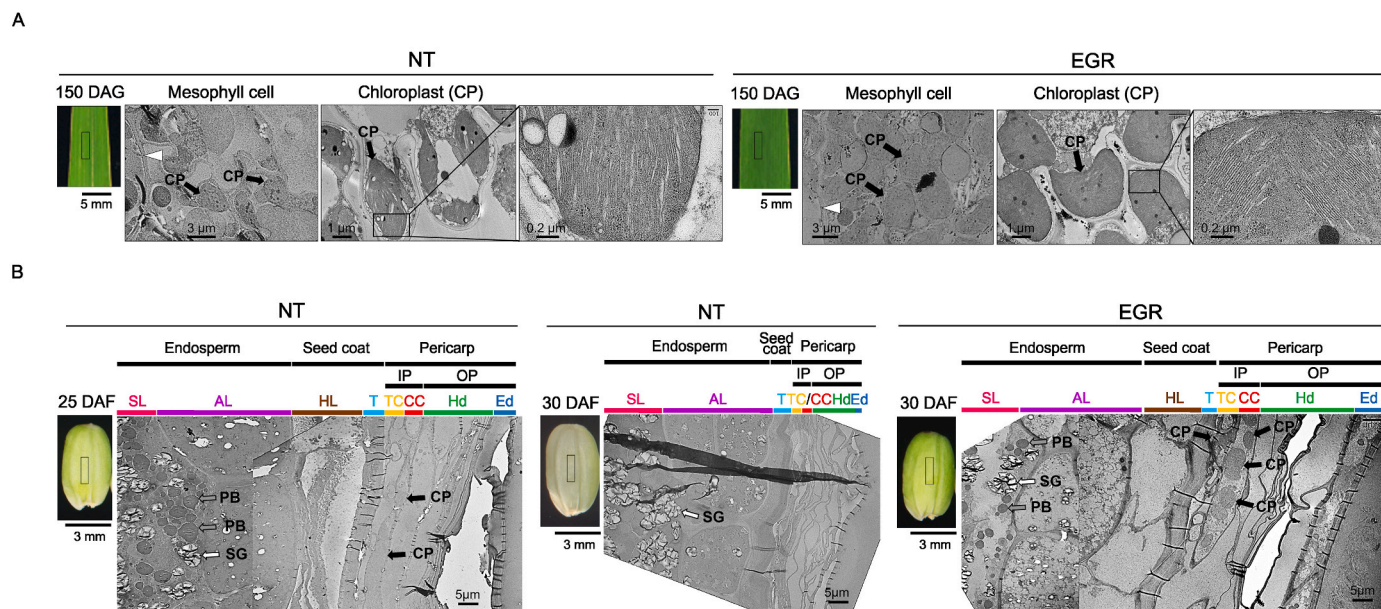 A
NT
EGR
150 DAG
Mesophyll cell
Chloroplast (CP)
150 DAG
Mesophyll cell
Chloroplast (CP)
CP
CP
CP
CP
CP
CP
5 mm
3 µm
1 µm
0.2 µm
5 mm
3 µm
1 µm
0.2 µm
B
NT
NT
EGR
Endosperm
Seed coat
Pericarp
Endosperm
Seed coat
Pericarp
Endosperm
Seed coat
Pericarp
IP
OP
IP
OP
IP
OP
25 DAF
SL
AL
HL
T
TC
CC
Hd
Ed
30 DAF
SL
AL
T
TC/CC
Hd
Ed
30 DAF
SL
AL
HL
T
TC
CC
Hd
Ed
PB
PB
SG
CP
CP
SG
PB
SG
PB
CP
CP
CP
CP
3 mm
5µm
3 mm
5µm
3 mm
5µm